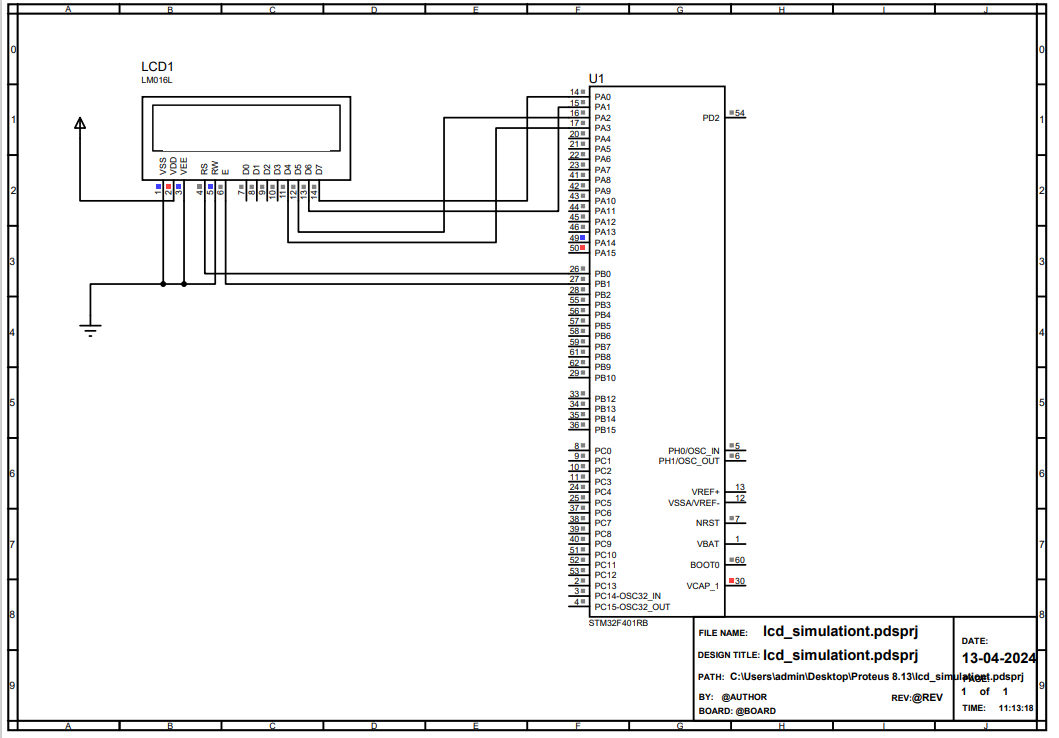 A B C D E F G H I J
0 0
1 1
2 2
3 3
4 4
5 5
6 6
7 7
8 8
9 9
LCD1
LM016L
VSS VDD VEE RS RW E D0 D1 D2 D3 D4 D5 D6 D7
1 2 3 4 5 6 7 8 9 10 11 12 13 14
U1
14 PA0
15 PA1
16 PA2
17 PA3
20 PA4
21 PA5
22 PA6
23 PA7
41 PA8
42 PA9
43 PA10
44 PA11
45 PA12
46 PA13
49 PA14
50 PA15
26 PB0
27 PB1
28 PB2
55 PB3
56 PB4
57 PB5
58 PB6
59 PB7
61 PB8
62 PB9
29 PB10
33 PB12
34 PB13
35 PB14
36 PB15
8 PC0
9 PC1
10 PC2
11 PC3
24 PC4
25 PC5
37 PC6
38 PC7
39 PC8
40 PC9
51 PC10
52 PC11
53 PC12
2 PC13
3 PC14-OSC32_IN
4 PC15-OSC32_OUT
PD2 54
PH0/OSC_IN 5
PH1/OSC_OUT 6
VREF+ 13
VSSA/VREF- 12
NRST 7
VBAT 1
BOOT0 60
VCAP_1 30
STM32F401RB
FILE NAME: lcd_simulationt.pdsprj
DESIGN TITLE: lcd_simulationt.pdsprj
PATH: C:\Users\admin\Desktop\Proteus 8.13\lcd_simulationt.pdsprj
BY: @AUTHOR REV:@REV
BOARD: @BOARD
DATE:
13-04-2024
PAGE:
1 of 1
TIME: 11:13:18
A B C D E F G H I J